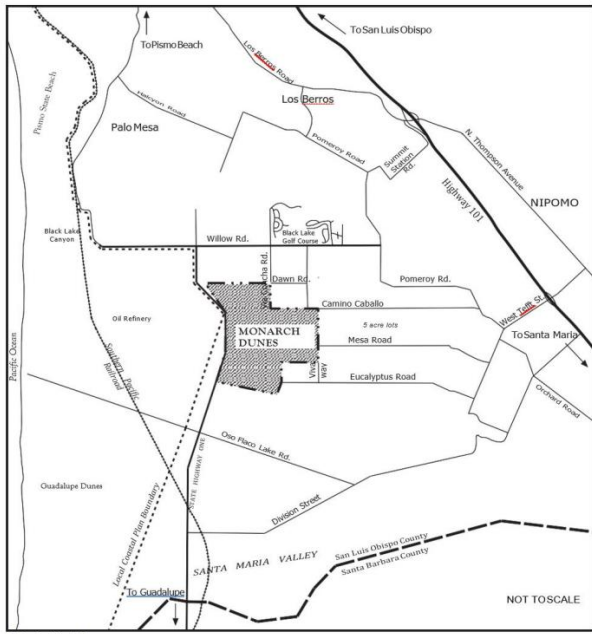 To Pismo Beach
To San Luis Obispo
Los Berros Road
Pismo State Beach
Halcyon Road
Los Berros
Palo Mesa
Pomeroy Road
Summit
Station
Rd.
N. Thompson Avenue
Highway 101
NIPOMO
Black Lake
Canyon
Willow Rd.
Black Lake
Golf Course
Dawn Rd.
Pomeroy Rd.
Camino Caballo
West Tefft St.
Oil Refinery
MONARCH
DUNES
5 acre lots
Mesa Road
To Santa Maria
Pacific Ocean
Southern Pacific
Railroad
Viva
way
Eucalyptus Road
Orchard Road
Oso Flaco Lake Rd.
STATE HIGHWAY ONE
Guadalupe Dunes
Local Coastal Plan Boundary
Division Street
SANTA MARIA VALLEY
San Luis Obispo County
Santa Barbara County
To Guadalupe
NOT TO SCALE